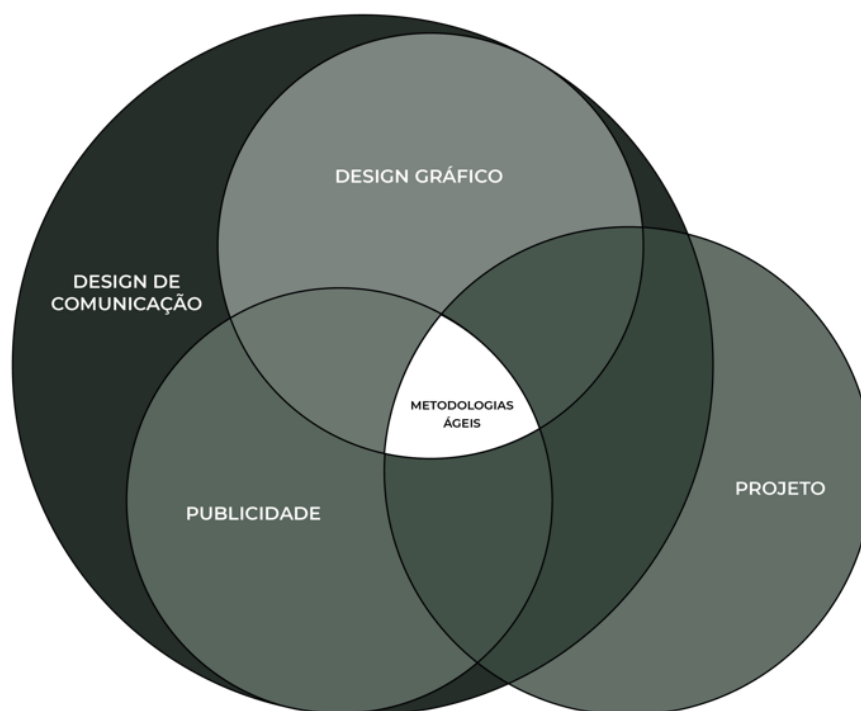 DESIGN GRÁFICO
DESIGN DE
COMUNICAÇÃO
METODOLOGIAS
ÁGEIS
PROJETO
PUBLICIDADE